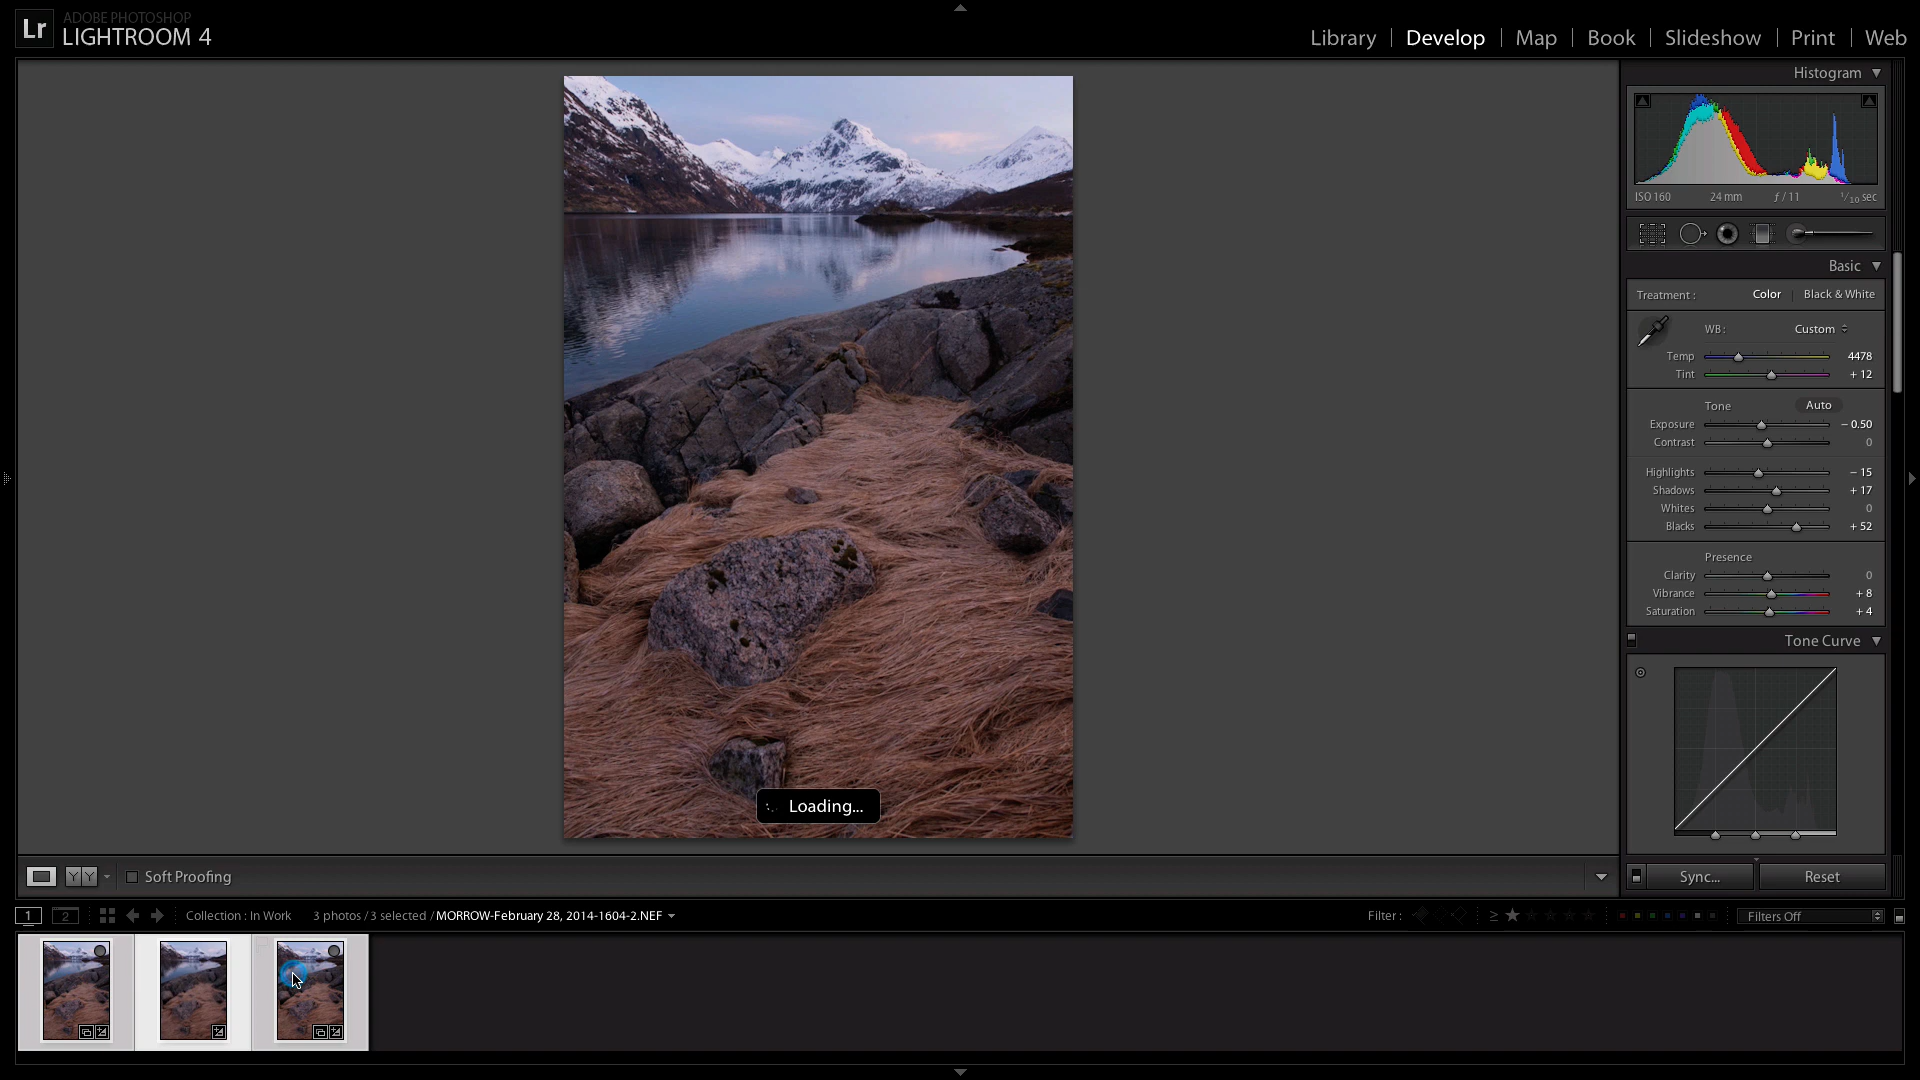 Lr
ADOBE PHOTOSHOP
LIGHTROOM 4
Library | Develop | Map | Book | Slideshow | Print | Web
Histogram
ISO 160 24 mm ƒ / 11 1/10 sec
Basic
Treatment : Color | Black & White
WB : Custom
Temp 4478
Tint + 12
Tone Auto
Exposure − 0.50
Contrast 0
Highlights − 15
Shadows + 17
Whites 0
Blacks + 52
Presence
Clarity 0
Vibrance + 8
Saturation + 4
Tone Curve
Loading...
Y Y Soft Proofing
Sync... Reset
1 2 Collection : In Work 3 photos / 3 selected / MORROW-February 28, 2014-1604-2.NEF Filter : ≥ Filters Off